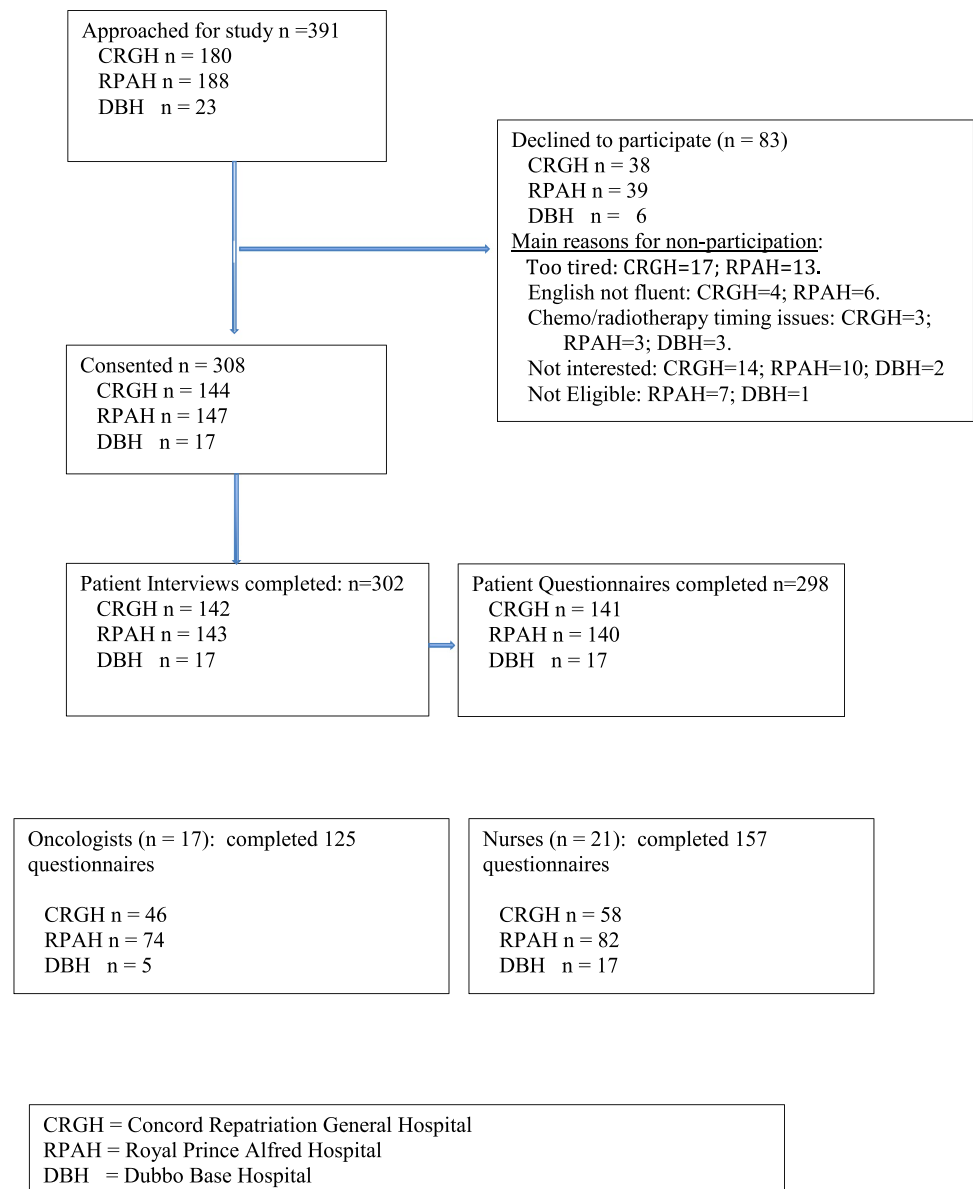 Approached for study n =391
CRGH n = 180
RPAH n = 188
DBH n = 23
Declined to participate (n = 83)
CRGH n = 38
RPAH n = 39
DBH n = 6
Main reasons for non-participation:
Too tired: CRGH=17; RPAH=13.
English not fluent: CRGH=4; RPAH=6.
Chemo/radiotherapy timing issues: CRGH=3;
RPAH=3; DBH=3.
Not interested: CRGH=14; RPAH=10; DBH=2
Not Eligible: RPAH=7; DBH=1
Consented n = 308
CRGH n = 144
RPAH n = 147
DBH n = 17
Patient Interviews completed: n=302
CRGH n = 142
RPAH n = 143
DBH n = 17
Patient Questionnaires completed n=298
CRGH n = 141
RPAH n = 140
DBH n = 17
Oncologists (n = 17): completed 125
questionnaires
CRGH n = 46
RPAH n = 74
DBH n = 5
Nurses (n = 21): completed 157
questionnaires
CRGH n = 58
RPAH n = 82
DBH n = 17
CRGH = Concord Repatriation General Hospital
RPAH = Royal Prince Alfred Hospital
DBH = Dubbo Base Hospital